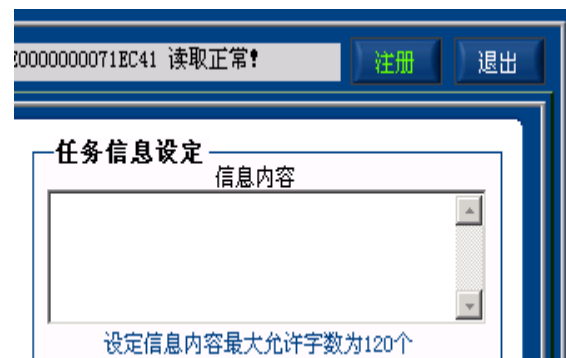 E0000000071EC41 读取正常!
注册
退出
任务信息设定
信息内容
设定信息内容最大允许字数为120个